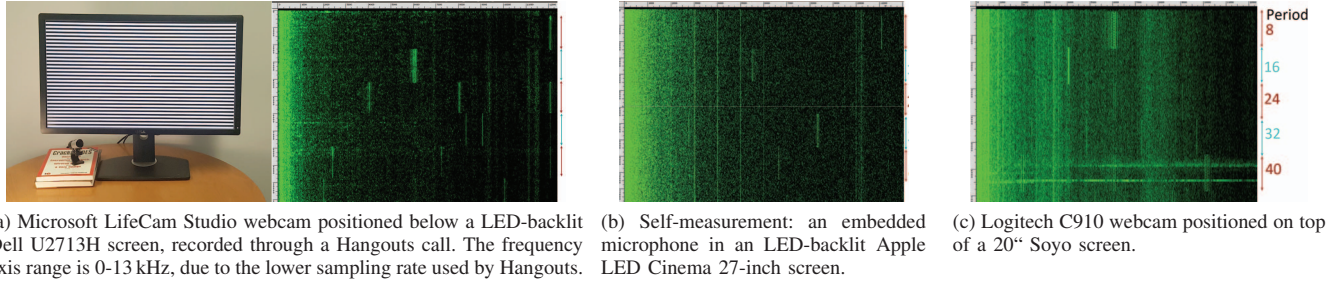 Period
8
16
24
32
40
a) Microsoft LifeCam Studio webcam positioned below a LED-backlit
Dell U2713H screen, recorded through a Hangouts call. The frequency
axis range is 0-13 kHz, due to the lower sampling rate used by Hangouts.
(b) Self-measurement: an embedded
microphone in an LED-backlit Apple
LED Cinema 27-inch screen.
(c) Logitech C910 webcam positioned on top
of a 20“ Soyo screen.